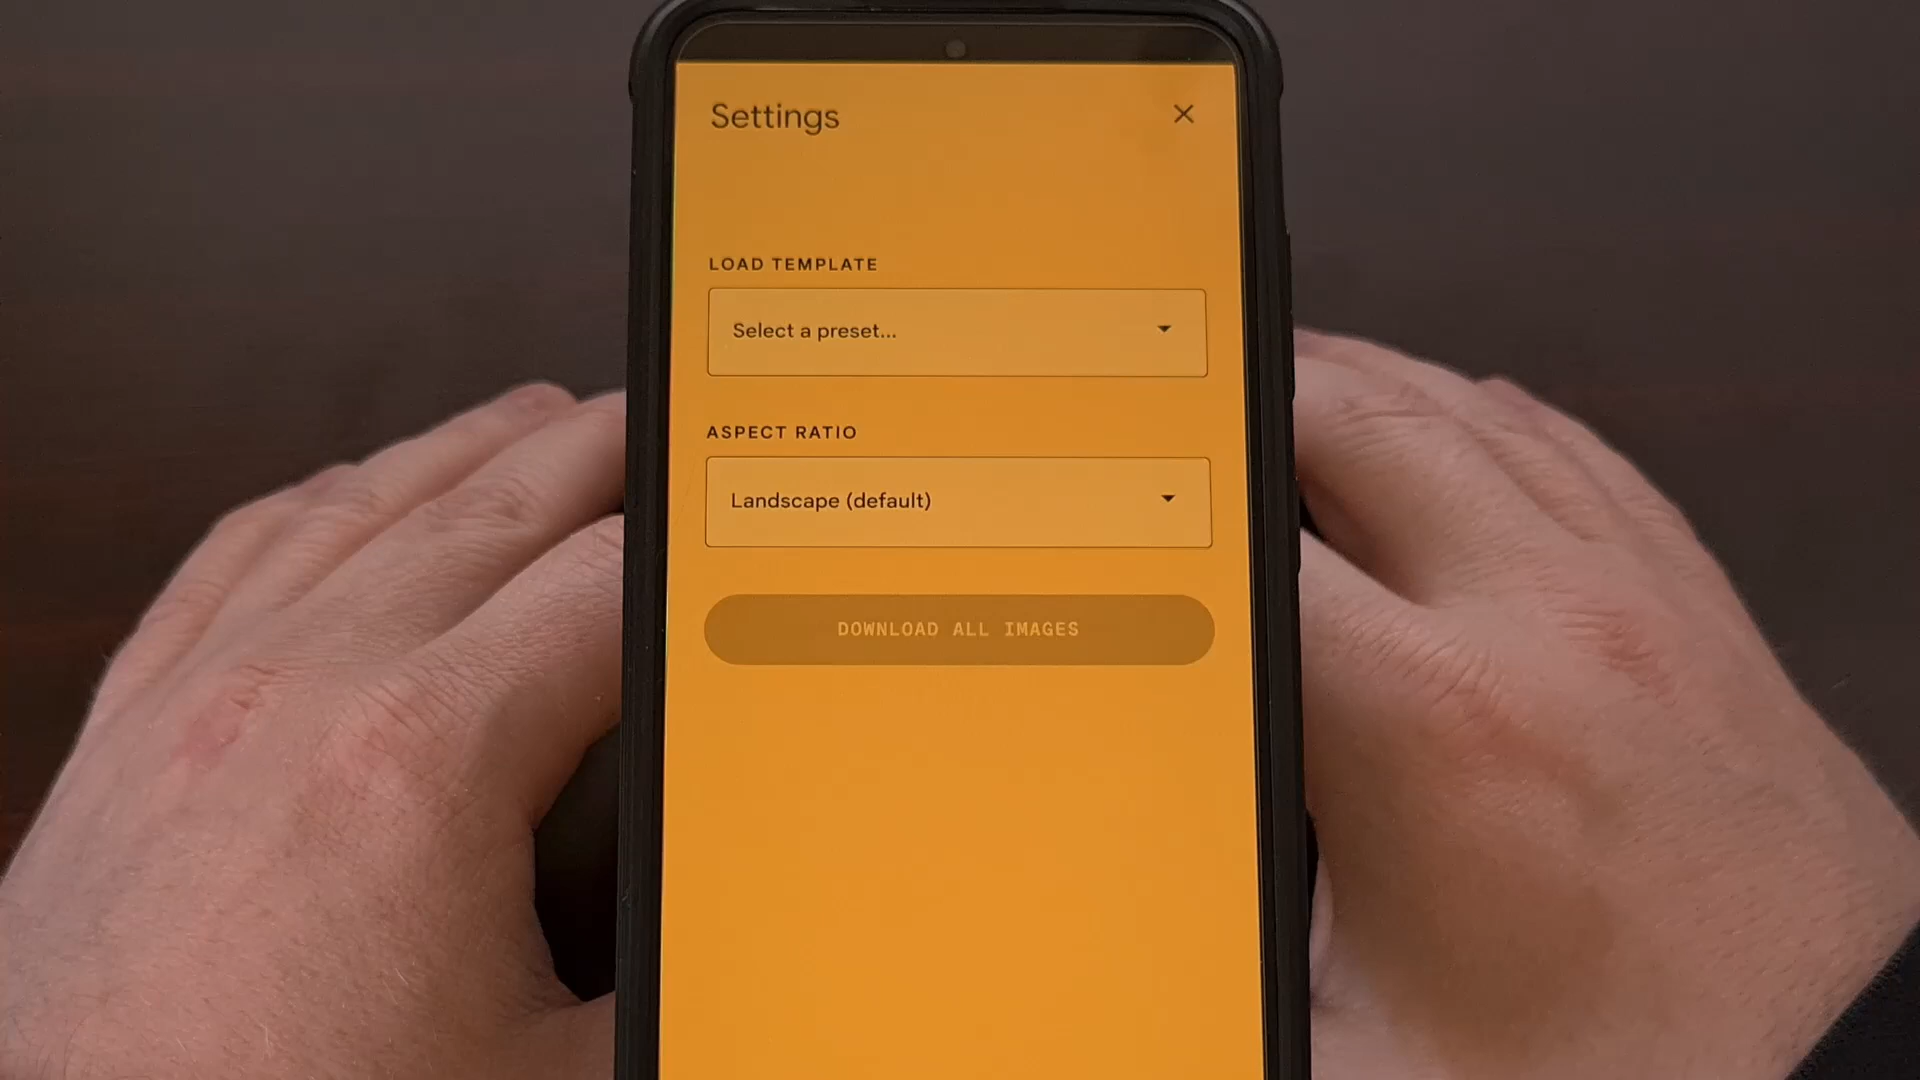 Settings
LOAD TEMPLATE
Select a preset...
ASPECT RATIO
Landscape (default)
DOWNLOAD ALL IMAGES